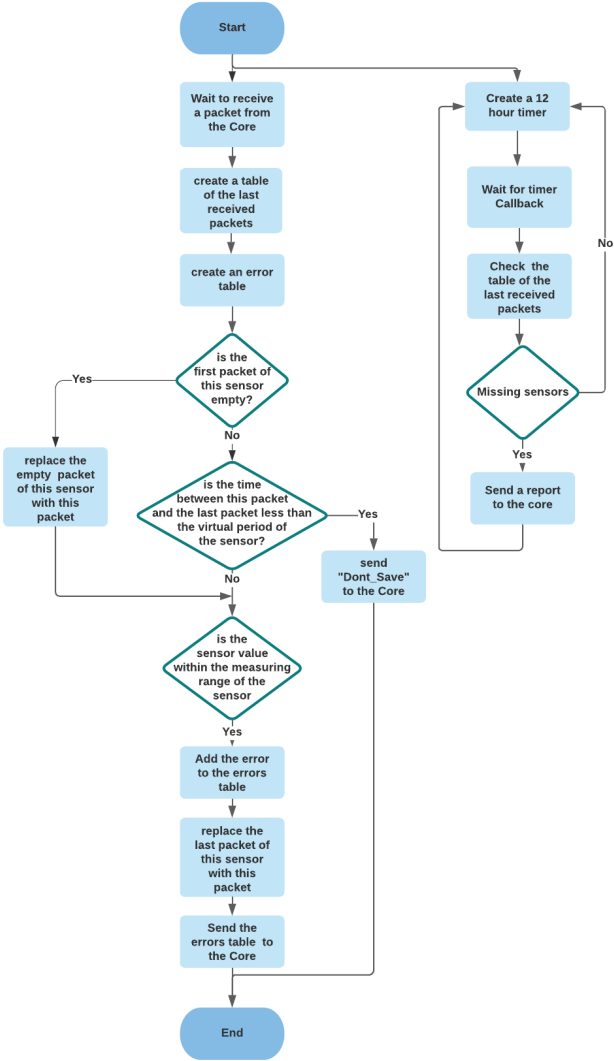 Start
Wait to receive
a packet from
the Core
create a table
of the last
received
packets
create an error
table
is the
first packet of
this sensor
empty?
Yes
No
replace the
empty packet
of this sensor
with this
packet
is the time
between this packet
and the last packet less than
the virtual period of
the sensor?
Yes
No
send
"Dont_Save"
to the Core
is the
sensor value
within the measuring
range of the
sensor
Yes
Add the error
to the errors
table
replace the
last packet of
this sensor
with this
packet
Send the
errors table to
the Core
End
Create a 12
hour timer
Wait for timer
Callback
Check the
table of the
last received
packets
Missing sensors
No
Yes
Send a report
to the core